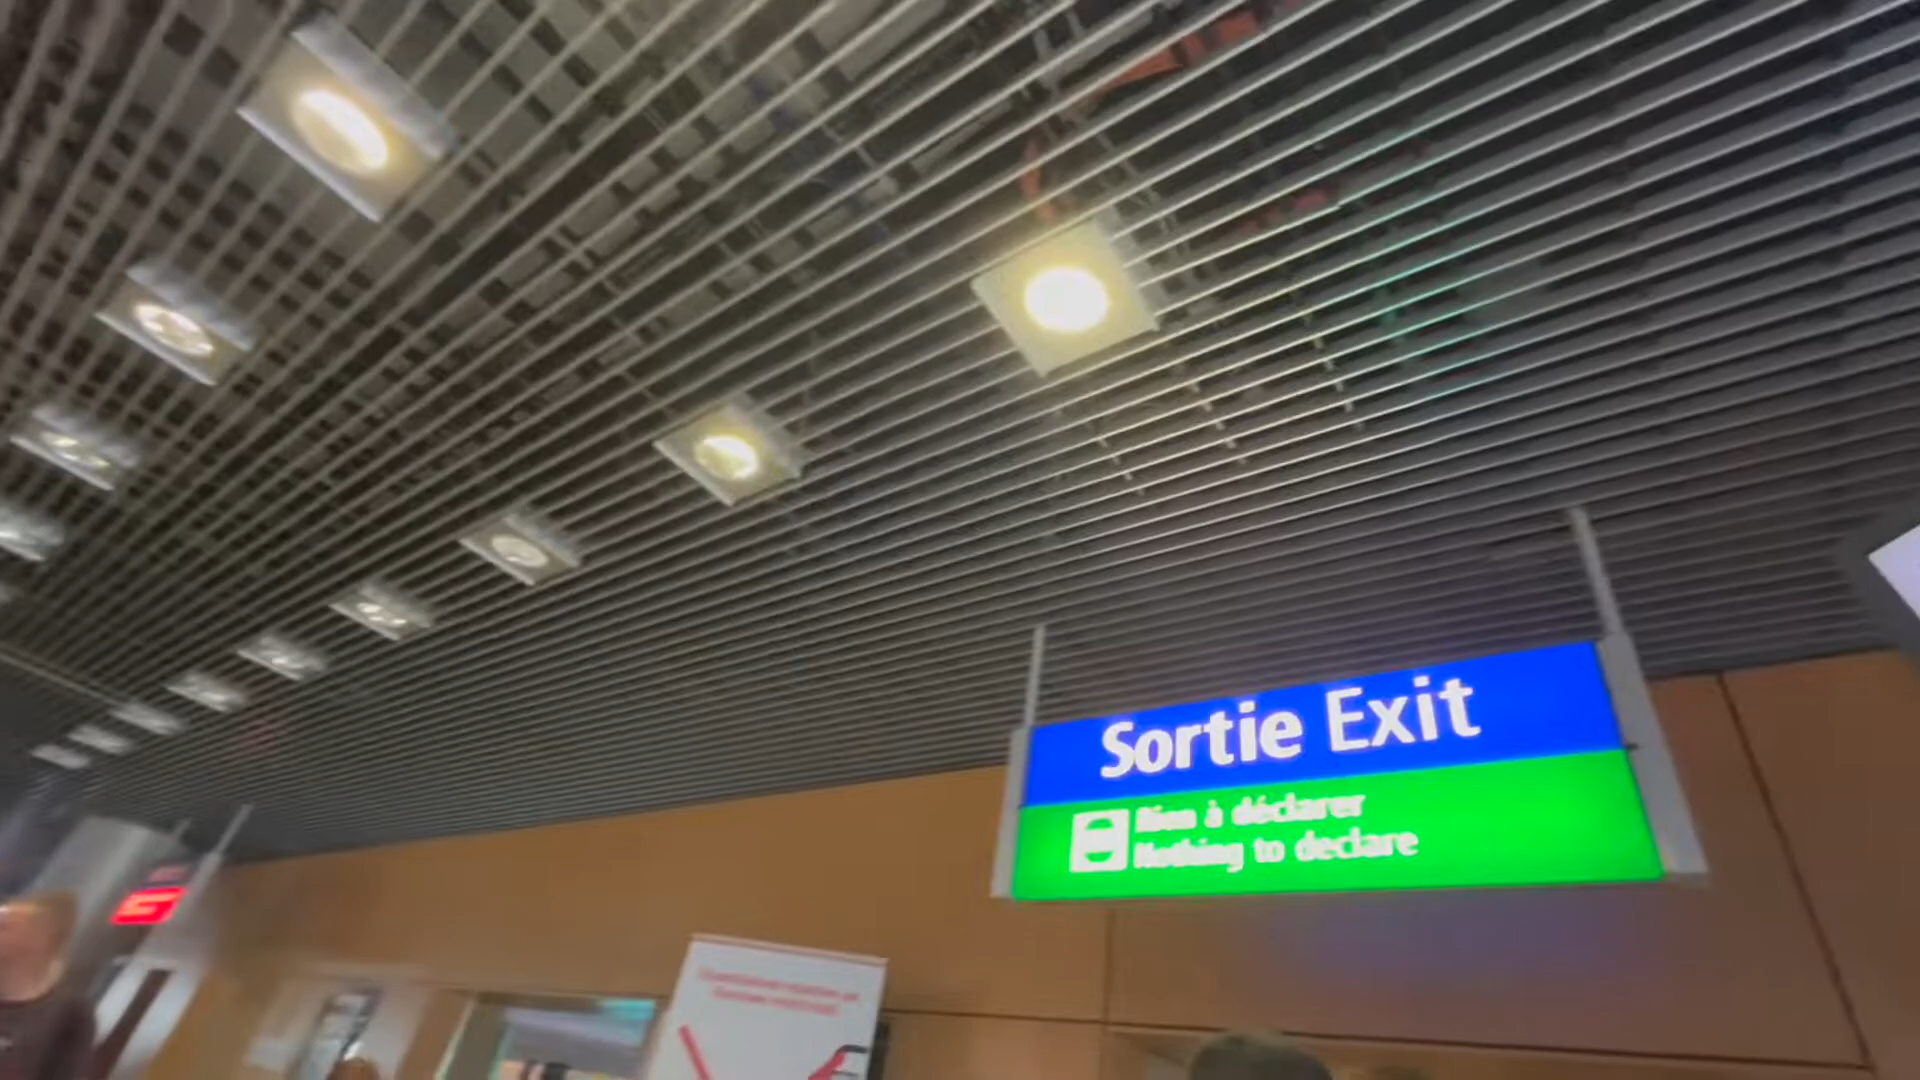 Sortie Exit
Rien à déclarer
Nothing to declare